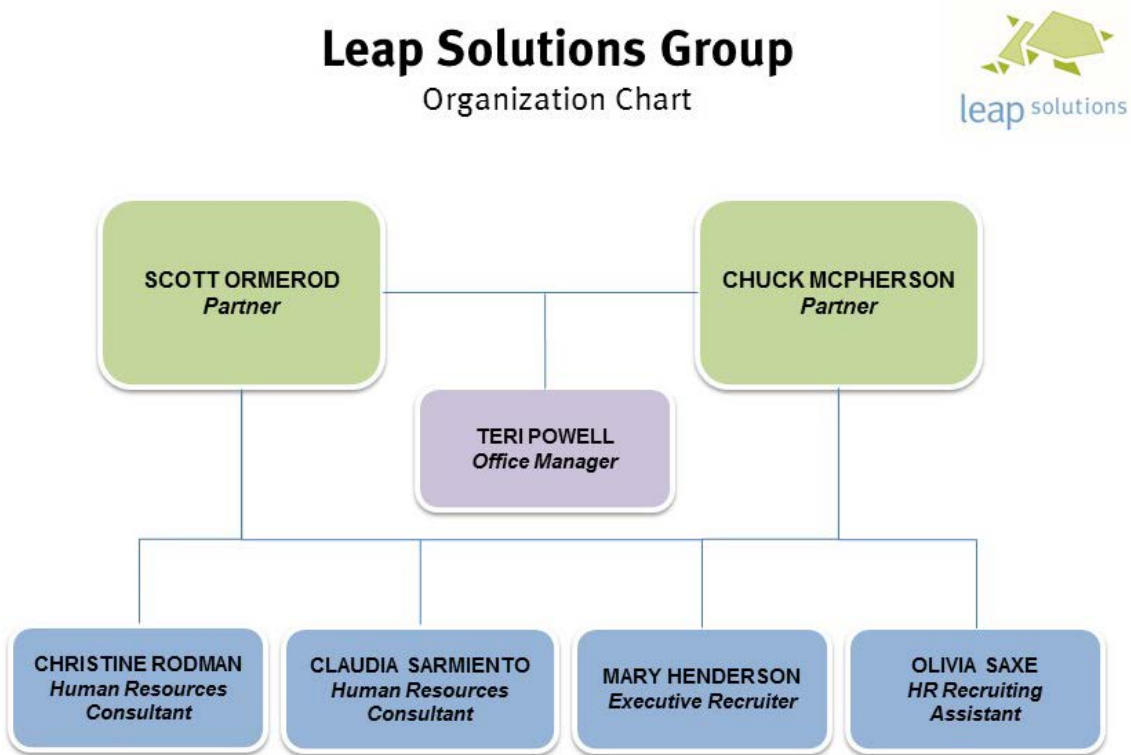 Leap Solutions Group
Organization Chart
leap solutions
SCOTT ORMEROD
Partner
CHUCK MCPHERSON
Partner
TERI POWELL
Office Manager
CHRISTINE RODMAN
Human Resources
Consultant
CLAUDIA SARMIENTO
Human Resources
Consultant
MARY HENDERSON
Executive Recruiter
OLIVIA SAXE
HR Recruiting
Assistant